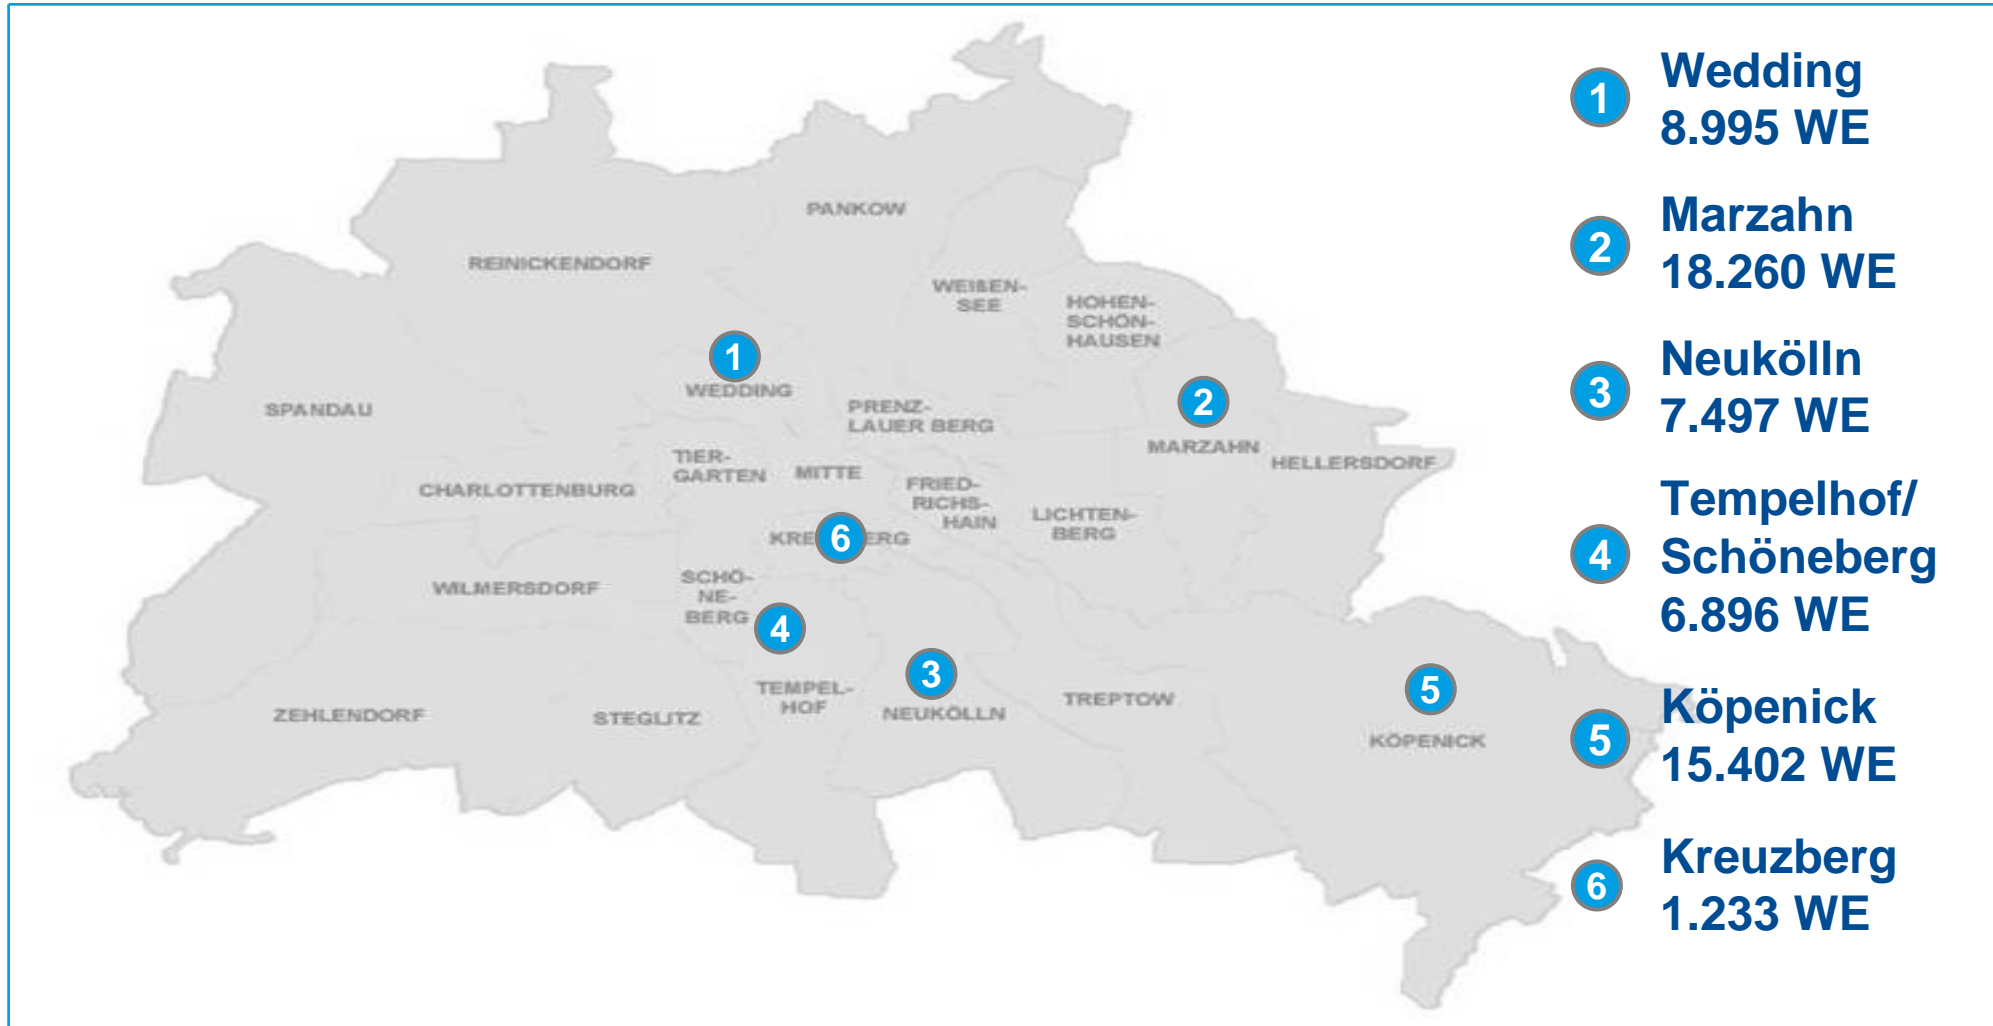 PANKOW
REINICKENDORF
WEIßEN-
SEE
HOHEN-
SCHÖN-
HAUSEN
1
WEDDING
SPANDAU
PRENZ-
LAUER BERG
2
MARZAHN
HELLERSDORF
TIER-
GARTEN
MITTE
CHARLOTTENBURG
FRIED-
RICHS-
HAIN
LICHTEN-
BERG
KRE
6
ERG
WILMERSDORF
SCHÖ-
NE-
BERG
4
3
TEMPEL-
HOF
NEUKÖLLN
TREPTOW
5
KÖPENICK
ZEHLENDORF
STEGLITZ
1
Wedding
8.995 WE
2
Marzahn
18.260 WE
3
Neukölln
7.497 WE
4
Tempelhof/
Schöneberg
6.896 WE
5
Köpenick
15.402 WE
6
Kreuzberg
1.233 WE